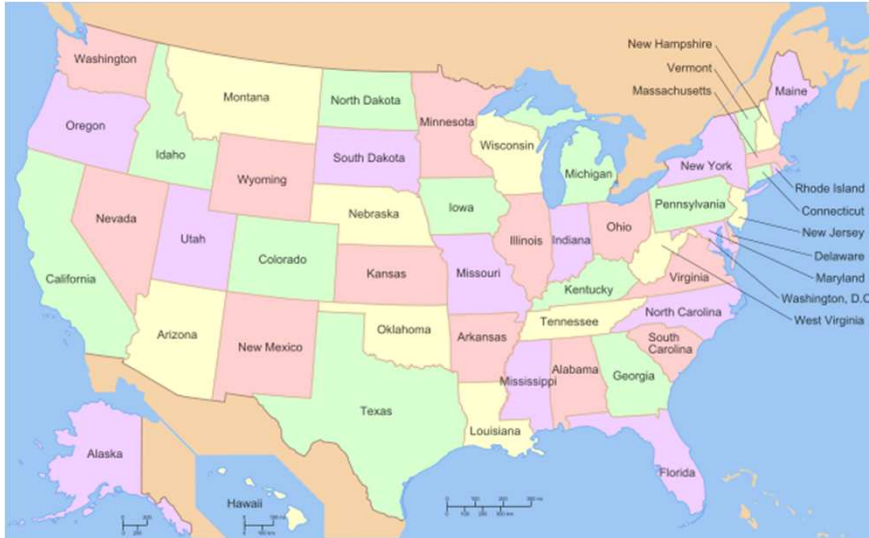 New Hampshire
Vermont
Massachusetts
Washington
Montana
North Dakota
Minnesota
Maine
Oregon
Idaho
Wisconsin
South Dakota
Michigan
New York
Wyoming
Rhode Island
Connecticut
Nevada
Nebraska
Iowa
Pennsylvania
New Jersey
Utah
Illinois
Indiana
Ohio
Delaware
California
Colorado
Kansas
Missouri
Virginia
Maryland
Kentucky
Washington, D.C
West Virginia
North Carolina
Tennessee
Arizona
Oklahoma
Arkansas
South
Carolina
New Mexico
Mississippi
Alabama
Georgia
Texas
Louisiana
Alaska
Florida
Hawaii